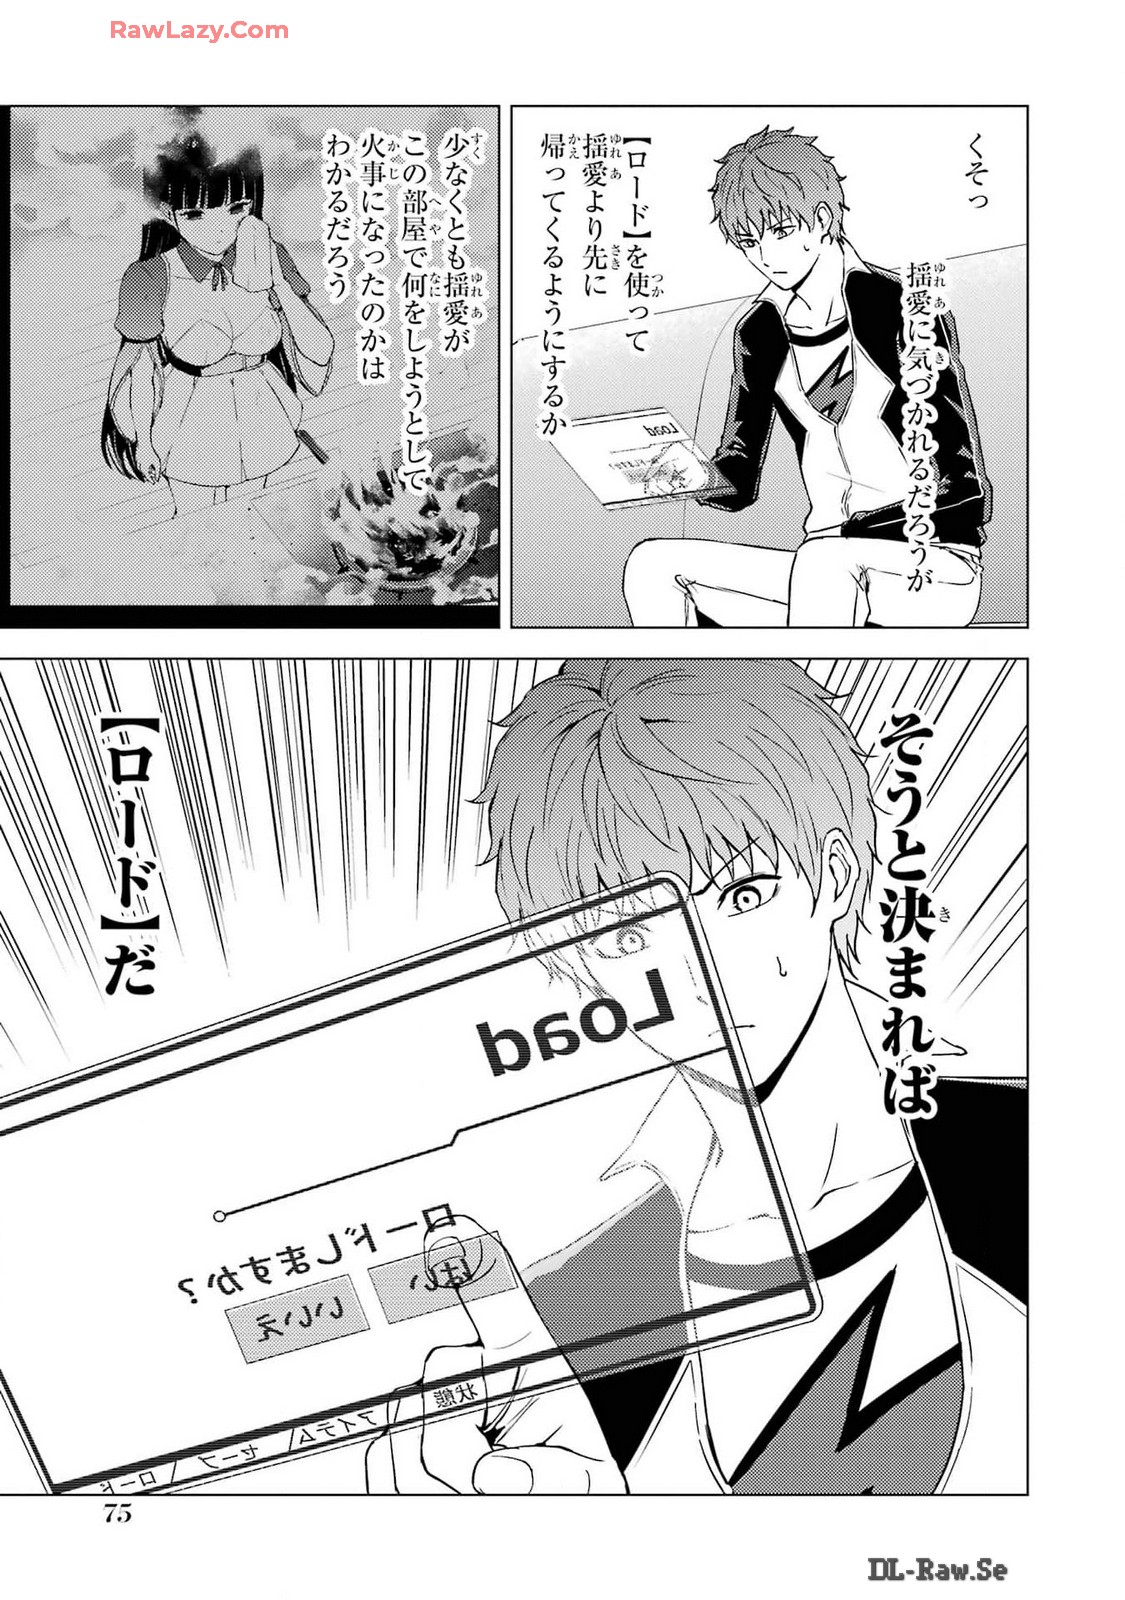 RawLazy.Com
くそっ
揺愛に気づかれるだろうが
【ロード】を使って
揺愛より先に
帰ってくるようにするか
Load
少なくとも揺愛が
この部屋で何をしようとして
火事になったのかは
わかるだろう
そうと決まれば
【ロード】だ
Load
ロードしますか?
はい
いいえ
状態
アイテム
セーブ
ロード
75
DL-Raw.Se